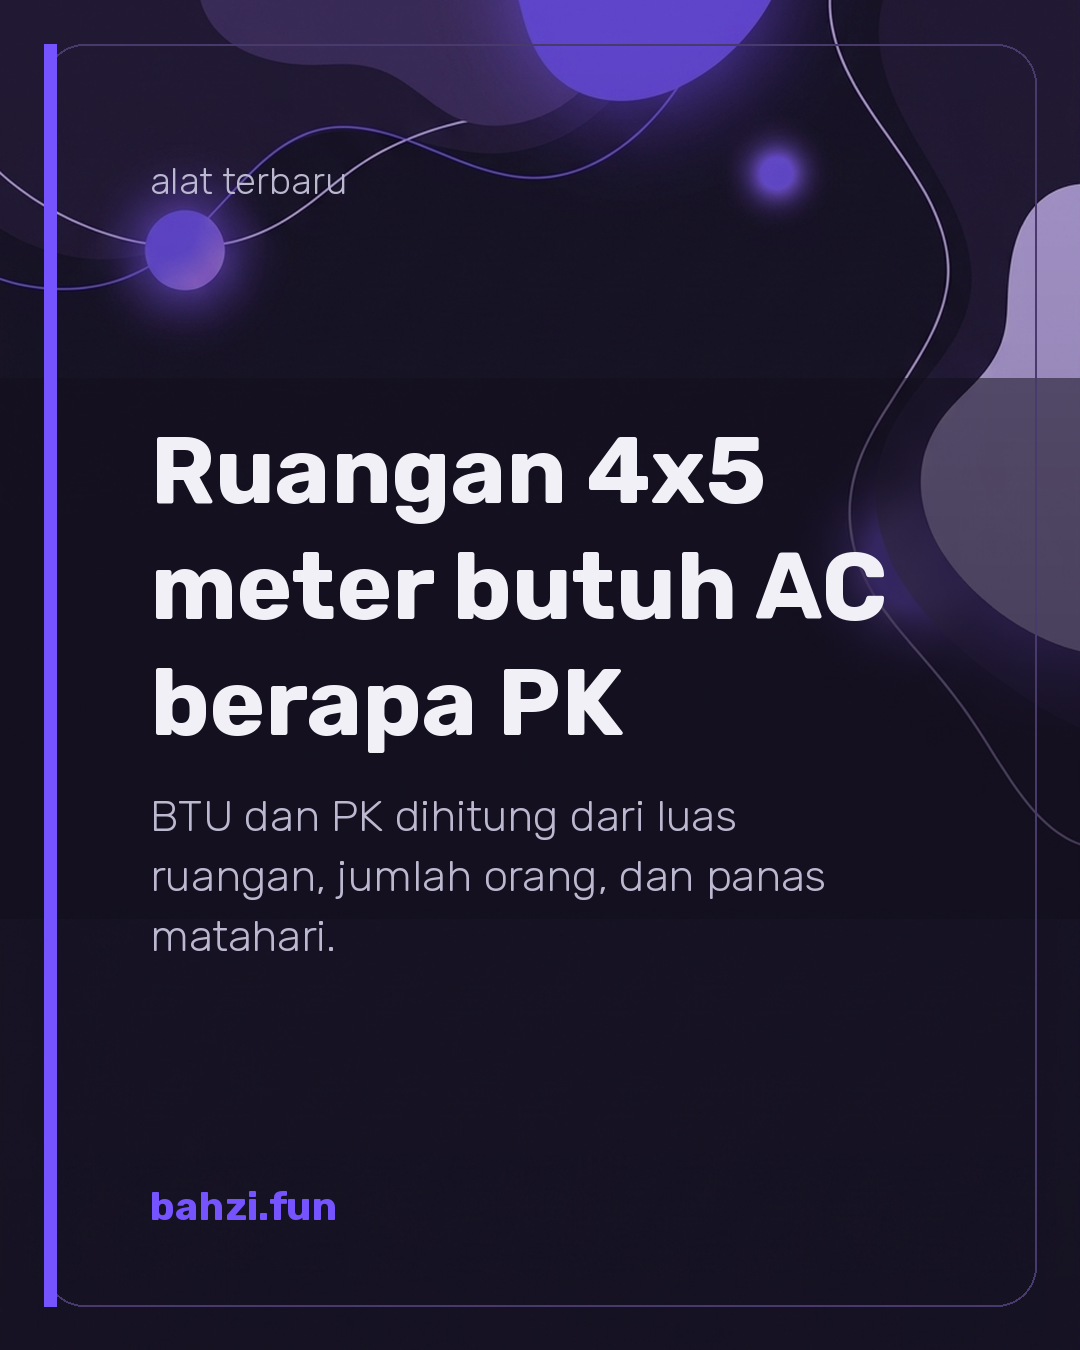 alat terbaru
Ruangan 4x5
meter butuh AC
berapa PK
BTU dan PK dihitung dari luas
ruangan, jumlah orang, dan panas
matahari.
bahzi.fun